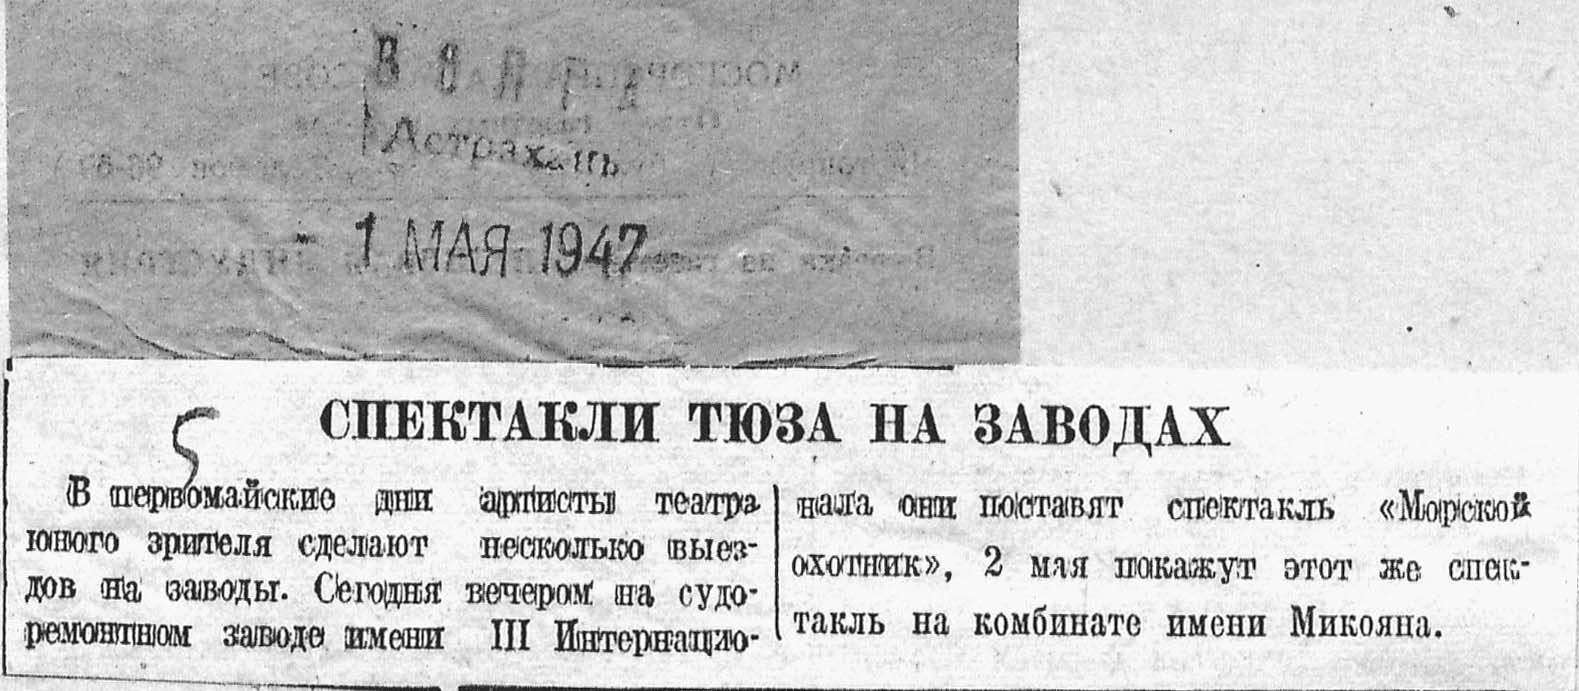 Астрахань
1 МАЯ 1947
5
СПЕКТАКЛИ ТЮЗА НА ЗАВОДАХ
В первомайские дни артисты театра
юного зрителя сделают несколько выез-
дов на заводы. Сегодня вечером на судо-
ремонтном заводе имени III Интернацио-
нала они поставят спектакль «Морской
охотник», 2 мая покажут этот же спек-
такль на комбинате имени Микояна.